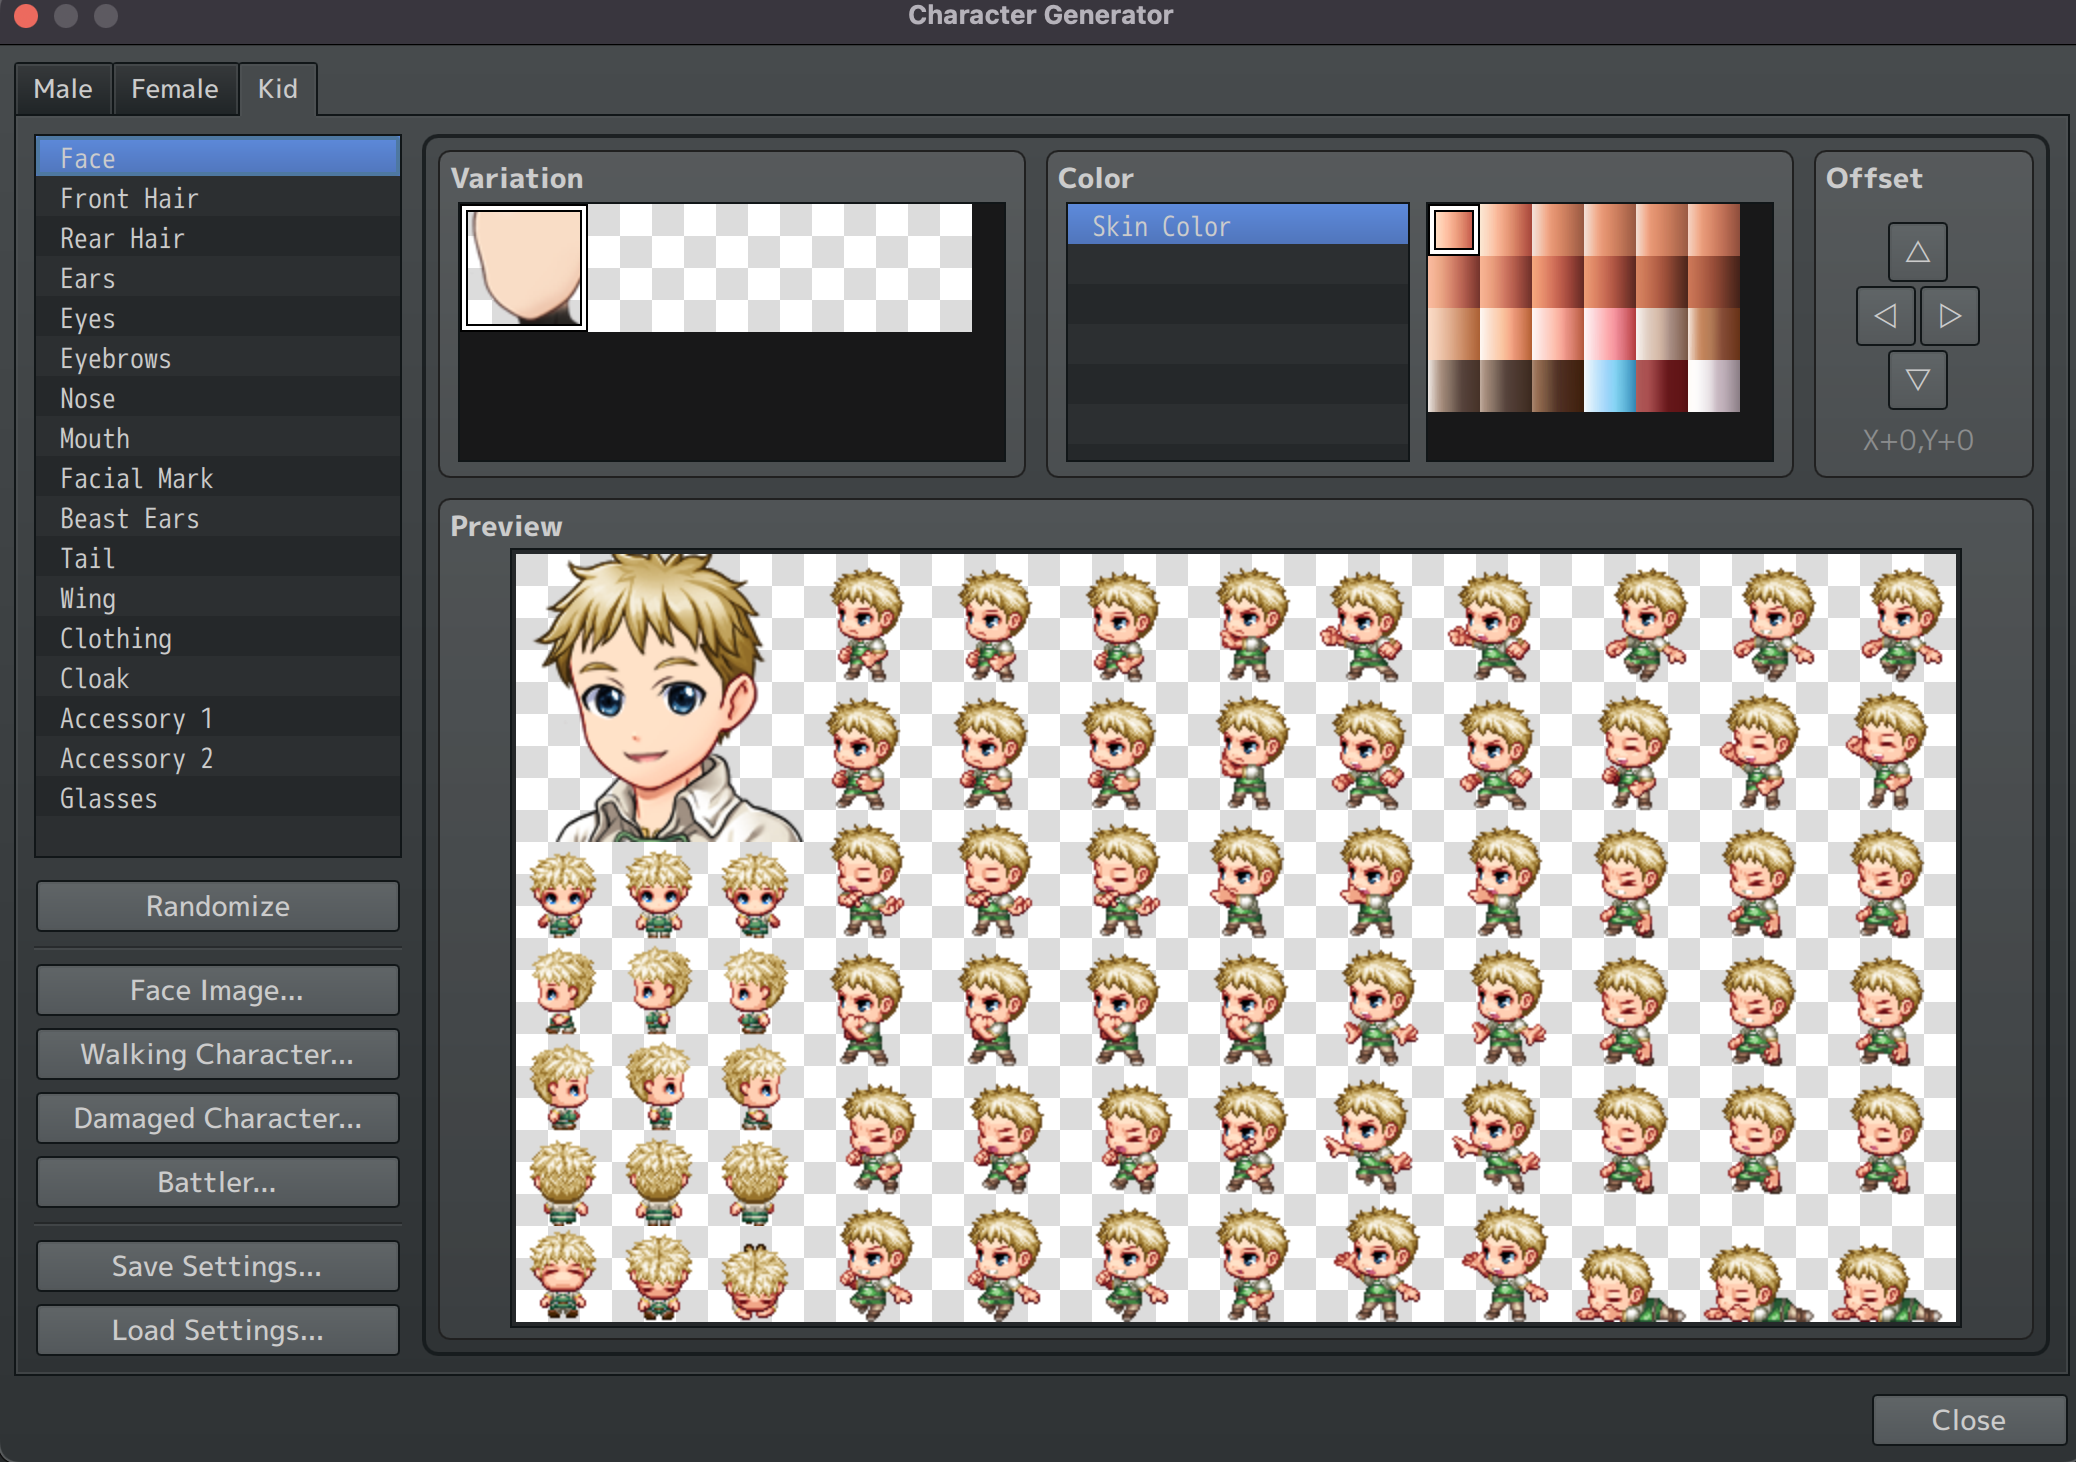 Character Generator
Male
Female
Kid
Face
Front Hair
Rear Hair
Ears
Eyes
Eyebrows
Nose
Mouth
Facial Mark
Beast Ears
Tail
Wing
Clothing
Cloak
Accessory 1
Accessory 2
Glasses
Randomize
Face Image...
Walking Character...
Damaged Character...
Battler...
Save Settings...
Load Settings...
Variation
Color
Skin Color
Offset
X+0,Y+0
Preview
Close